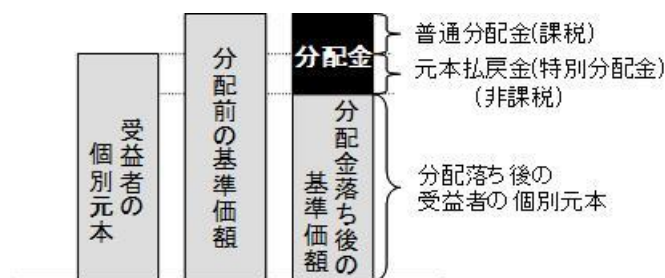 受益者の
個別元本
分配前の基準価額
分配金
分配金落ち後の
基準価額
普通分配金(課税)
元本払戻金(特別分配金)
(非課税)
分配落ち後の
受益者の個別元本